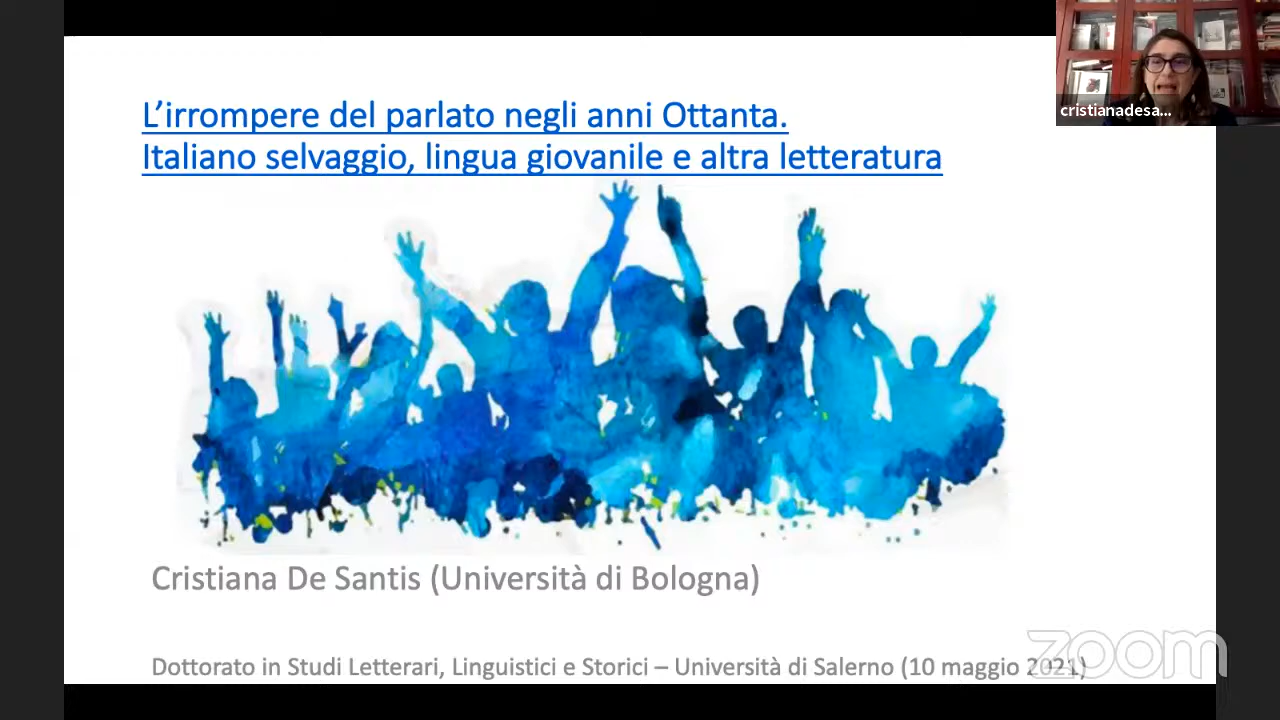 L'irrompere del parlato negli anni Ottanta.
Italiano selvaggio, lingua giovanile e altra letteratura
cristianadesa...
Cristiana De Santis (Università di Bologna)
Dottorato in Studi Letterari, Linguistici e Storici – Università di Salerno (10 maggio 2021)
zoom